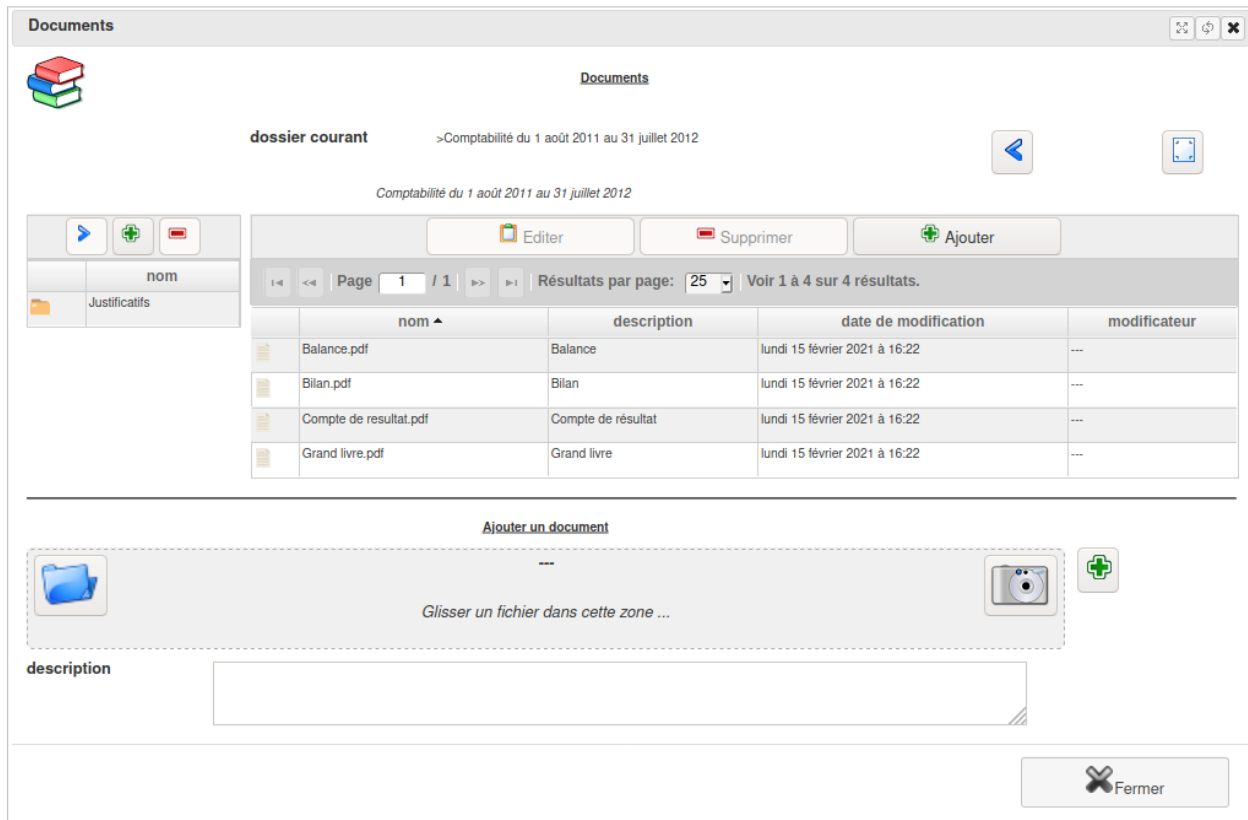 Documents
Documents
dossier courant >Comptabilité du 1 août 2011 au 31 juillet 2012
Comptabilité du 1 août 2011 au 31 juillet 2012
Editer Supprimer Ajouter
nom
Justificatifs
Page 1 / 1 Résultats par page: 25 Voir 1 à 4 sur 4 résultats.
nom description date de modification modificateur
Balance.pdf Balance lundi 15 février 2021 à 16:22 ---
Bilan.pdf Bilan lundi 15 février 2021 à 16:22 ---
Compte de resultat.pdf Compte de résultat lundi 15 février 2021 à 16:22 ---
Grand livre.pdf Grand livre lundi 15 février 2021 à 16:22 ---
Ajouter un document
---
Glisser un fichier dans cette zone ...
description
Fermer